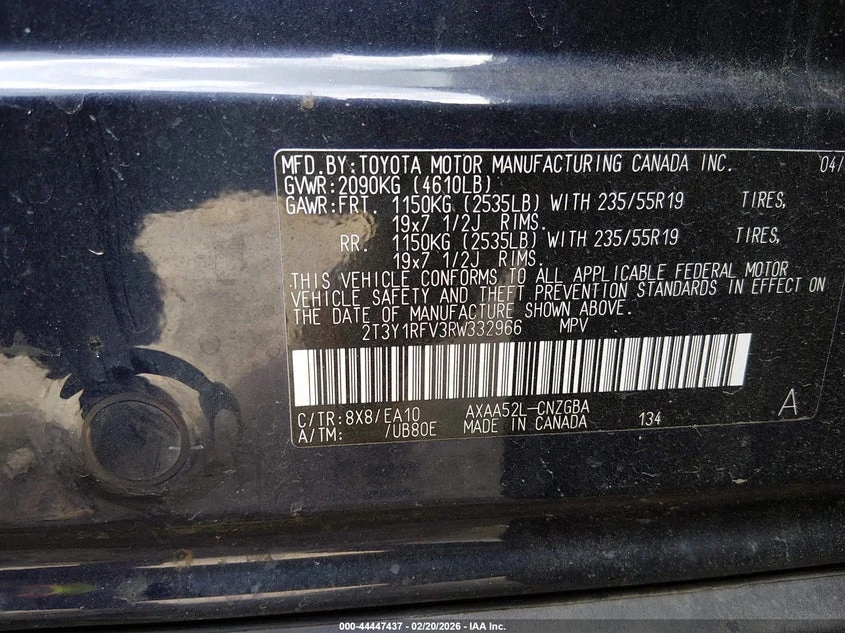 MFD.BY:TOYOTA MOTOR MANUFACTURING CANADA INC. 04/
GVWR:2090KG (4610LB)
GAWR:FRT. 1150KG (2535LB) WITH 235/55R19 TIRES,
19x7 1/2J RIMS.
RR. 1150KG (2535LB) WITH 235/55R19 TIRES,
19x7 1/2J RIMS.
THIS VEHICLE CONFORMS TO ALL APPLICABLE FEDERAL MOTOR
VEHICLE SAFETY AND THEFT PREVENTION STANDARDS IN EFFECT ON
THE DATE OF MANUFACTURE SHOWN ABOVE.
2T3Y1RFV3RW332966 MPV
C/TR:8X8/EA10 AXAA52L-CNZGBA A
A/TM: /UB80E MADE IN CANADA 134
000-44447437 - 02/20/2026 - IAA Inc.